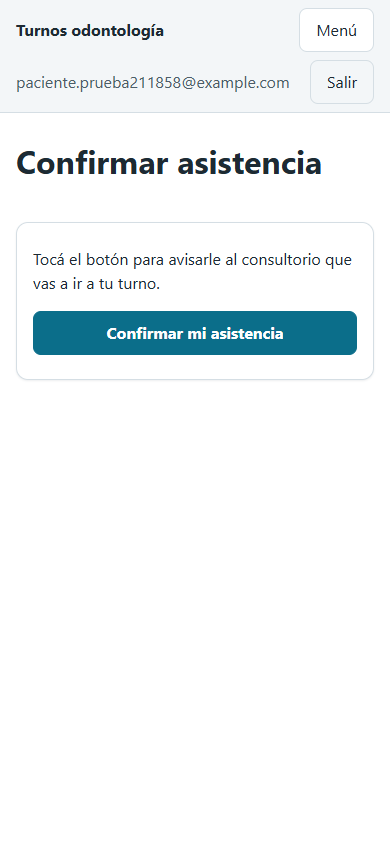 Turnos odontología
Menú
paciente.prueba211858@example.com
Salir
Confirmar asistencia
Tocá el botón para avisarle al consultorio que
vas a ir a tu turno.
Confirmar mi asistencia